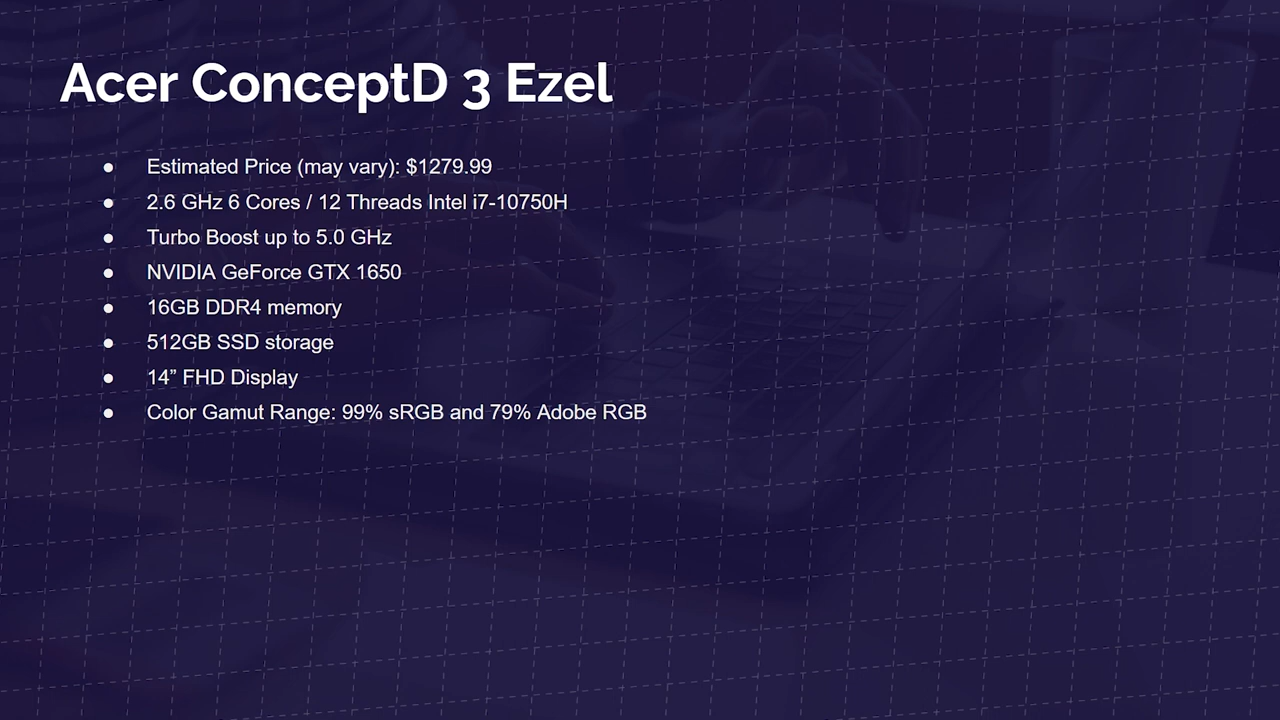 Acer ConceptD 3 Ezel
● Estimated Price (may vary): $1279.99
● 2.6 GHz 6 Cores / 12 Threads Intel i7-10750H
● Turbo Boost up to 5.0 GHz
● NVIDIA GeForce GTX 1650
● 16GB DDR4 memory
● 512GB SSD storage
● 14” FHD Display
● Color Gamut Range: 99% sRGB and 79% Adobe RGB